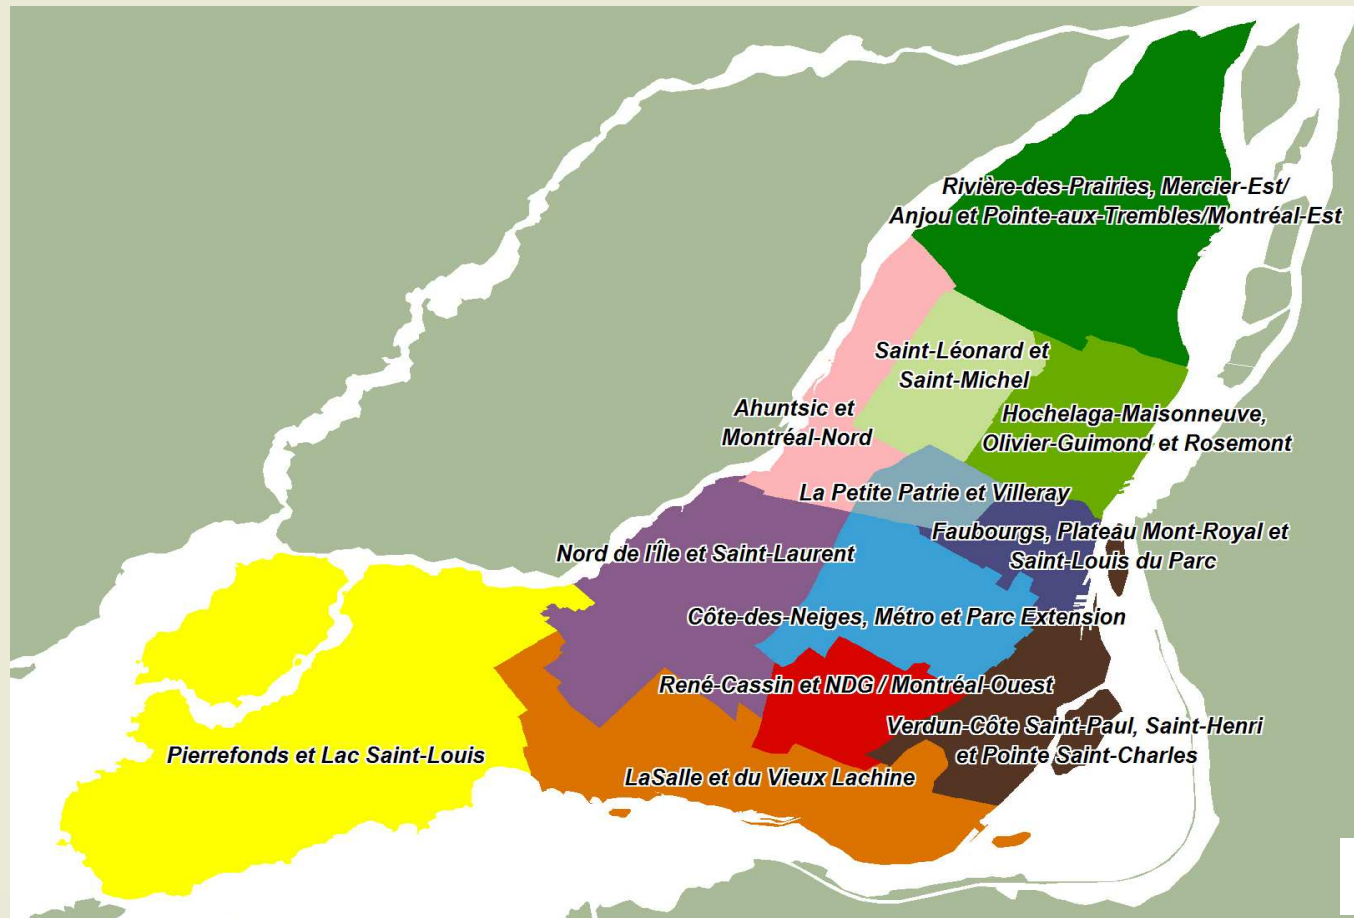 Rivière-des-Prairies, Mercier-Est/
Anjou et Pointe-aux-Trembles/Montréal-Est
Saint-Léonard et
Saint-Michel
Ahuntsic et
Montréal-Nord
Hochelaga-Maisonneuve,
Olivier-Guimond et Rosemont
La Petite Patrie et Villeray
Faubourgs, Plateau Mont-Royal et
Saint-Louis du Parc
Nord de l'Île et Saint-Laurent
Côte-des-Neiges, Métro et Parc Extension
René-Cassin et NDG / Montréal-Ouest
Verdun-Côte Saint-Paul, Saint-Henri
et Pointe Saint-Charles
Pierrefonds et Lac Saint-Louis
LaSalle et du Vieux Lachine